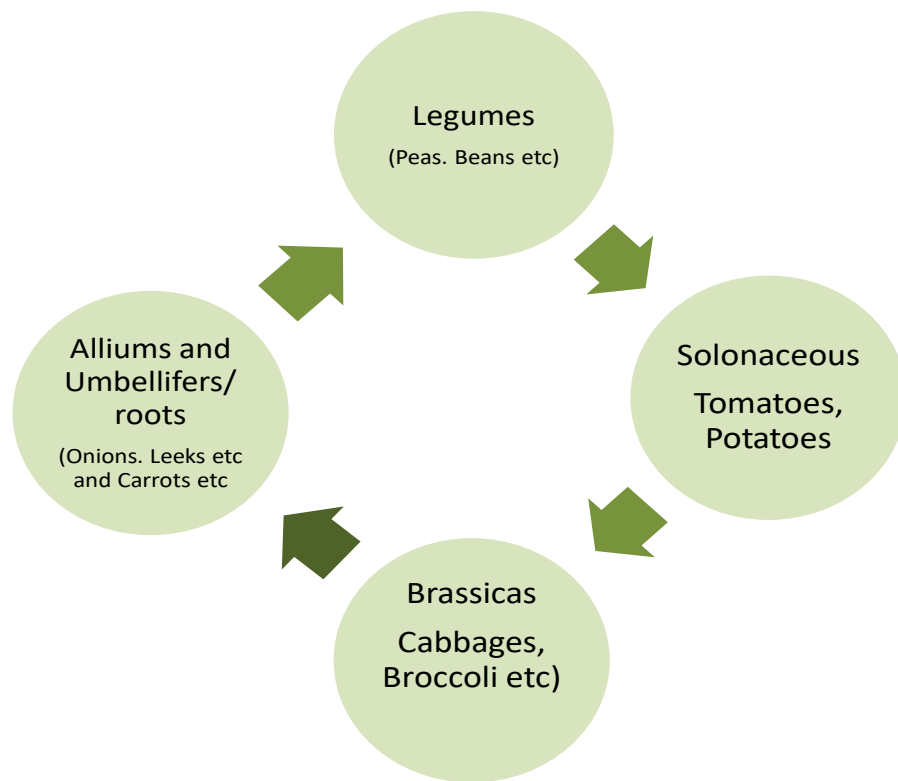 Legumes
(Peas. Beans etc)
Solonaceous
Tomatoes,
Potatoes
Brassicas
Cabbages,
Broccoli etc)
Alliums and
Umbellifers/
roots
(Onions. Leeks etc
and Carrots etc